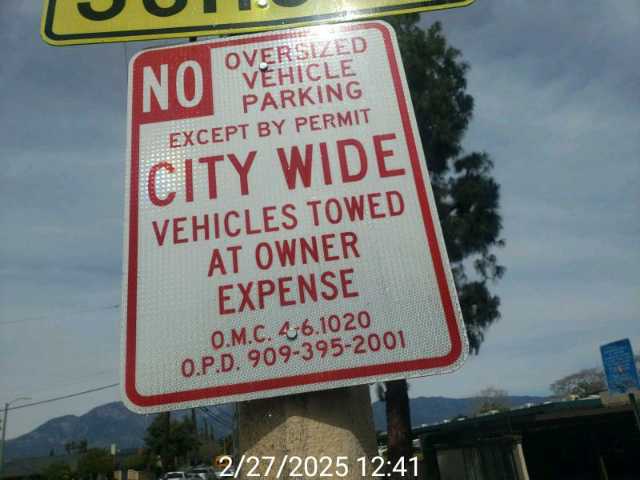 NO OVERSIZED
VEHICLE
PARKING
EXCEPT BY PERMIT
CITY WIDE
VEHICLES TOWED
AT OWNER
EXPENSE
O.M.C. 4-6.1020
O.P.D. 909-395-2001
2/27/2025 12:41